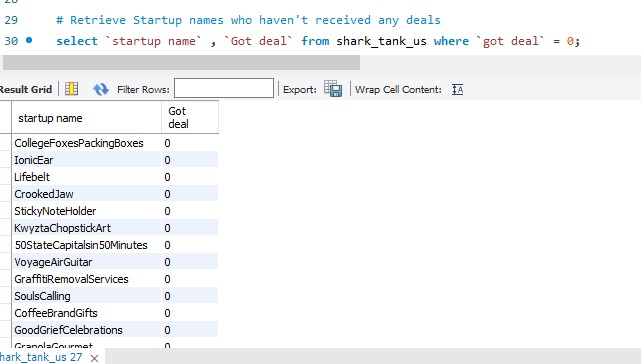 29 # Retrieve Startup names who haven't received any deals
30 select `startup name` , `Got deal` from shark_tank_us where `got deal` = 0;
Result Grid Filter Rows: Export: Wrap Cell Content: IA
startup name Got deal
CollegeFoxesPackingBoxes 0
IonicEar 0
Lifebelt 0
CrookedJaw 0
StickyNoteHolder 0
KwyztaChopstickArt 0
50StateCapitalsin50Minutes 0
VoyageAirGuitar 0
GraffitiRemovalServices 0
SoulsCalling 0
CoffeeBrandGifts 0
GoodGriefCelebrations 0
GranolaGourmet 0
hark_tank_us 27